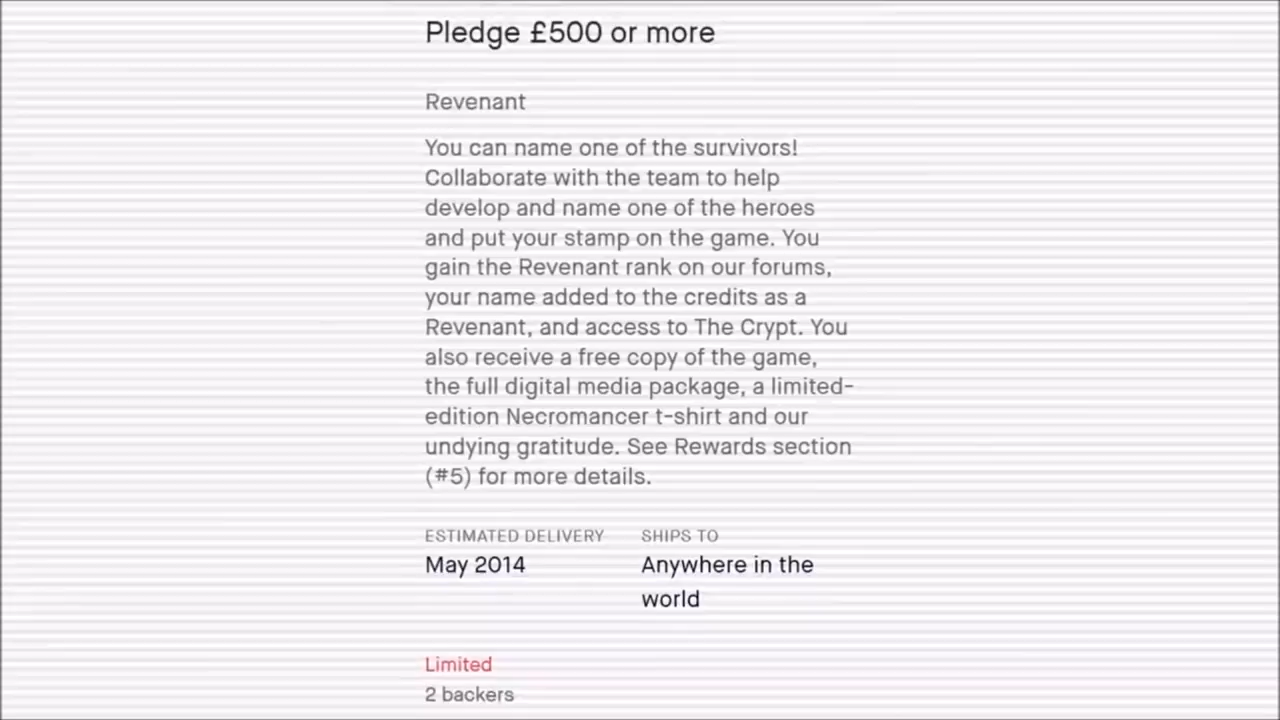 Pledge £500 or more
Revenant
You can name one of the survivors!
Collaborate with the team to help
develop and name one of the heroes
and put your stamp on the game. You
gain the Revenant rank on our forums,
your name added to the credits as a
Revenant, and access to The Crypt. You
also receive a free copy of the game,
the full digital media package, a limited-
edition Necromancer t-shirt and our
undying gratitude. See Rewards section
(#5) for more details.
ESTIMATED DELIVERY SHIPS TO
May 2014 Anywhere in the
world
Limited
2 backers